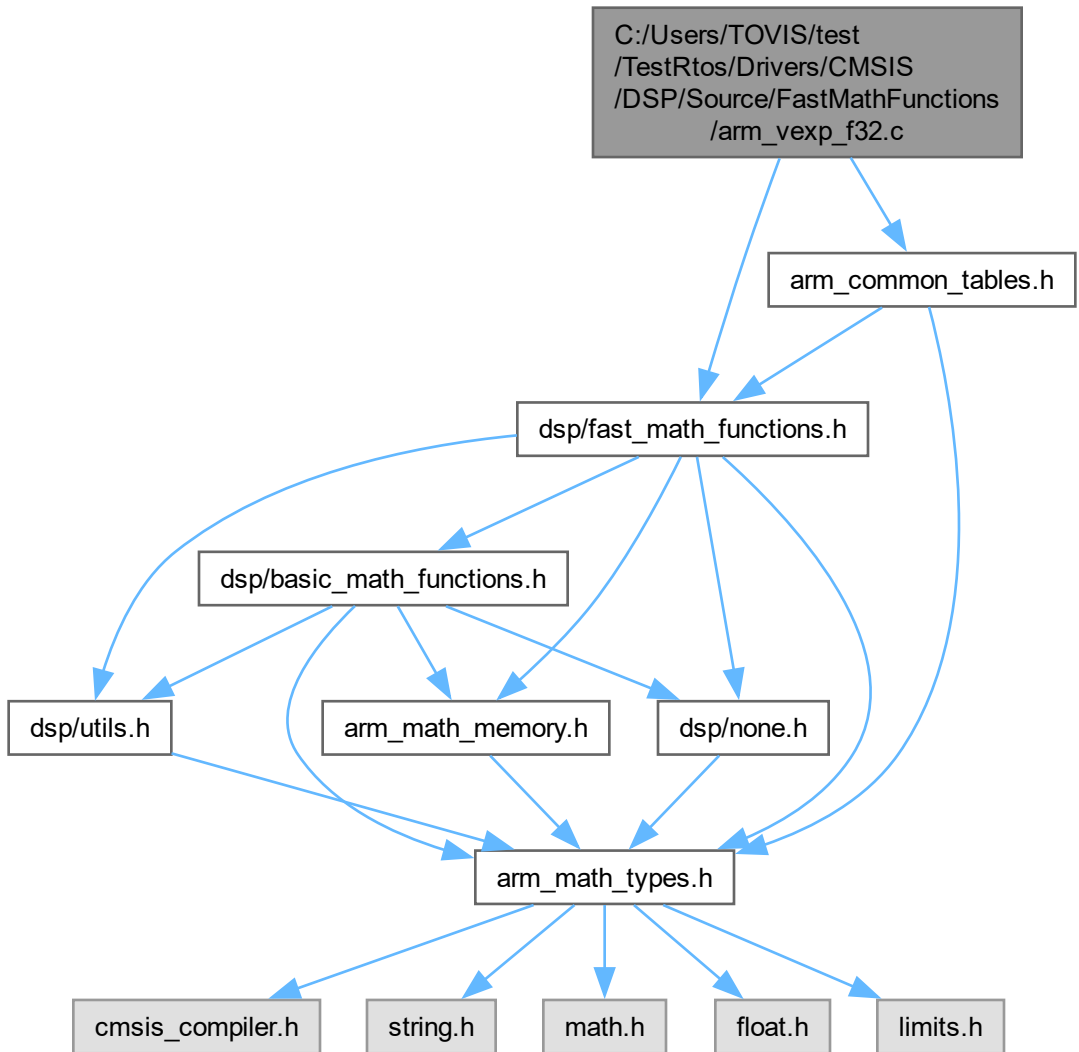 C:/Users/TOVIS/test
/TestRtos/Drivers/CMSIS
/DSP/Source/FastMathFunctions
/arm_vexp_f32.c
arm_common_tables.h
dsp/fast_math_functions.h
dsp/basic_math_functions.h
dsp/utils.h
arm_math_memory.h
dsp/none.h
arm_math_types.h
cmsis_compiler.h
string.h
math.h
float.h
limits.h